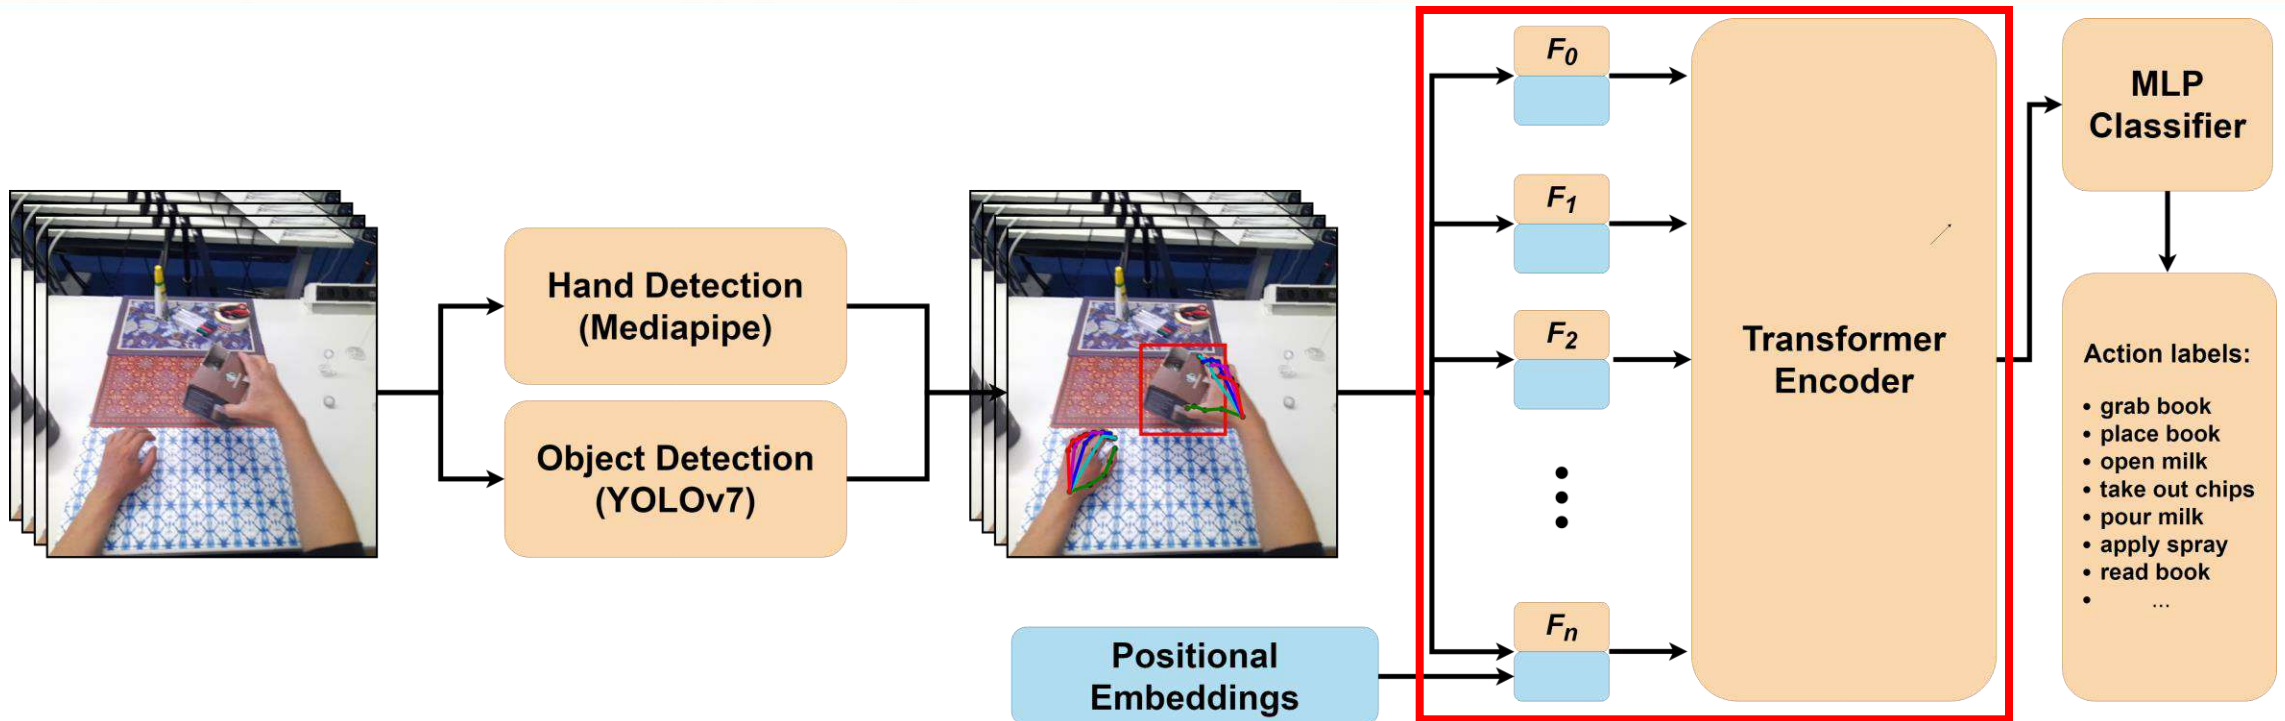 Hand Detection
(Mediapipe)
Object Detection
(YOLOv7)
Positional
Embeddings
F0
F1
F2
Fn
Transformer
Encoder
MLP
Classifier
Action labels:
• grab book
• place book
• open milk
• take out chips
• pour milk
• apply spray
• read book
• ...